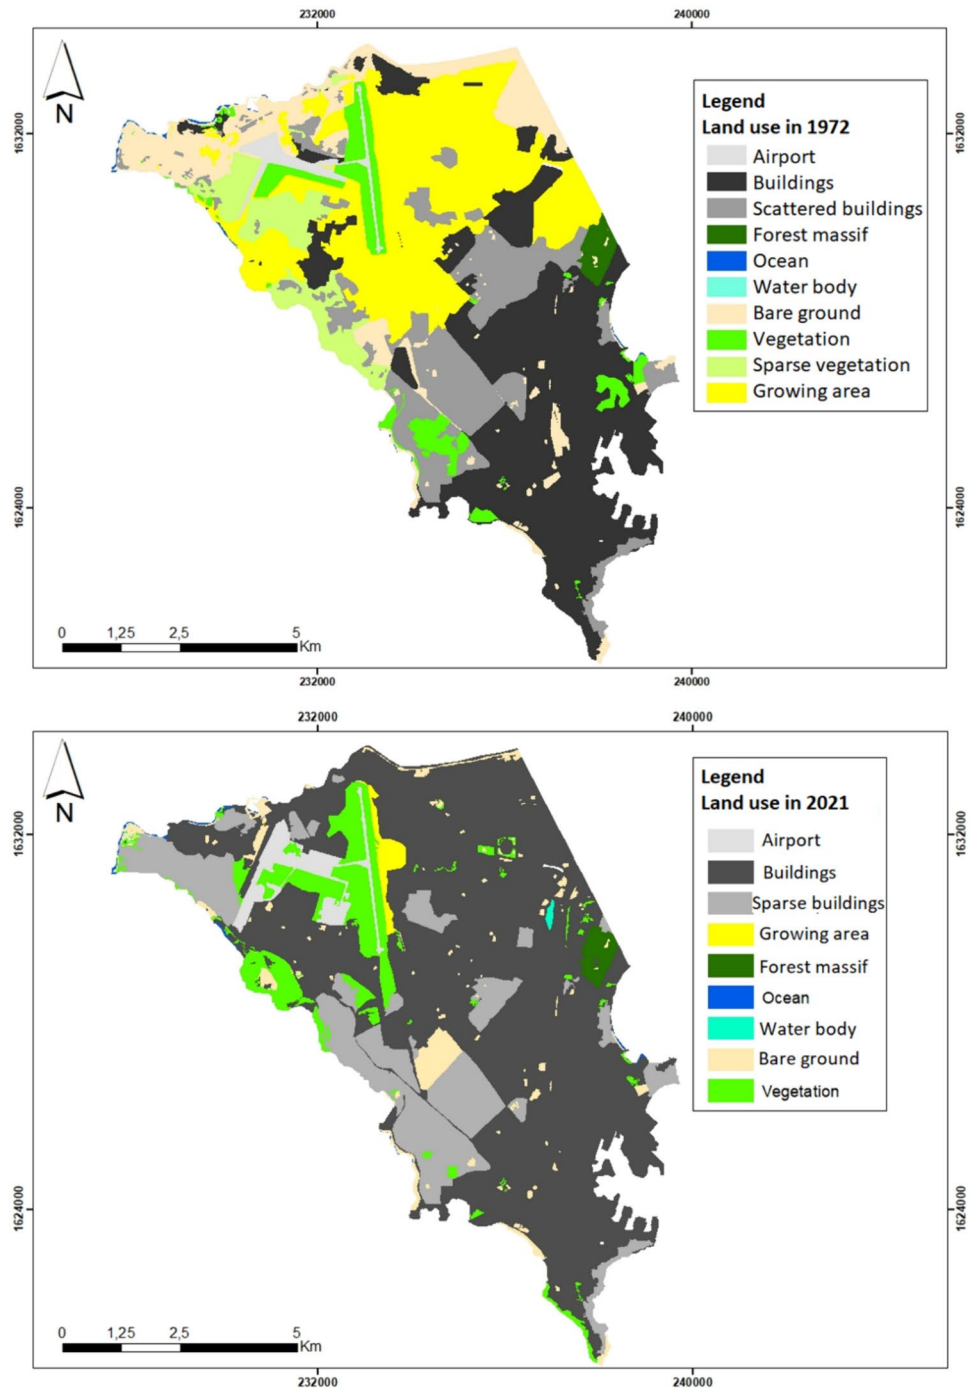 232000
240000
N
1632000
1632000
Legend
Land use in 1972
Airport
Buildings
Scattered buildings
Forest massif
Ocean
Water body
Bare ground
Vegetation
Sparse vegetation
Growing area
1624000
1624000
0 1,25 2,5 5
Km
232000
240000
232000
240000
N
1632000
1632000
Legend
Land use in 2021
Airport
Buildings
Sparse buildings
Growing area
Forest massif
Ocean
Water body
Bare ground
Vegetation
1624000
1624000
0 1,25 2,5 5
Km
232000
240000